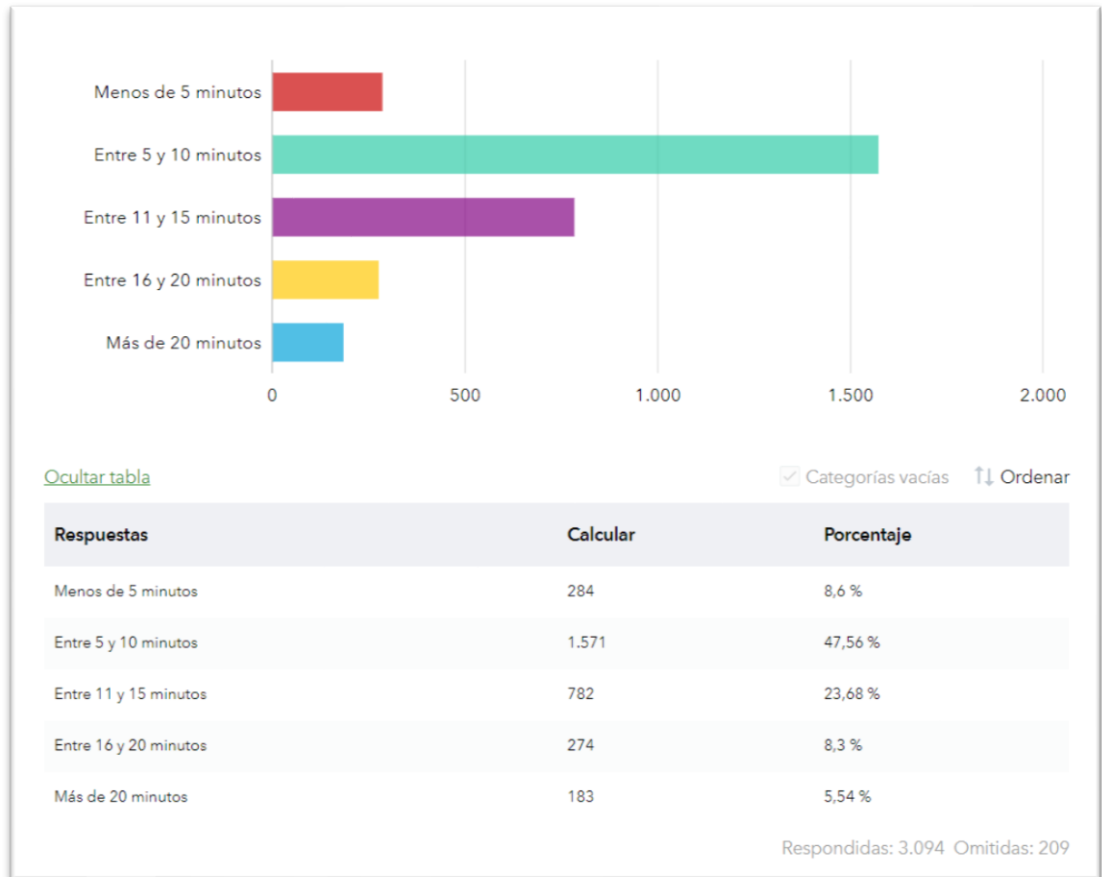 Menos de 5 minutos
Entre 5 y 10 minutos
Entre 11 y 15 minutos
Entre 16 y 20 minutos
Más de 20 minutos
0 500 1.000 1.500 2.000
Ocultar tabla Categorías vacías Ordenar
Respuestas Calcular Porcentaje
Menos de 5 minutos 284 8,6 %
Entre 5 y 10 minutos 1.571 47,56 %
Entre 11 y 15 minutos 782 23,68 %
Entre 16 y 20 minutos 274 8,3 %
Más de 20 minutos 183 5,54 %
Respondidas: 3.094 Omitidas: 209